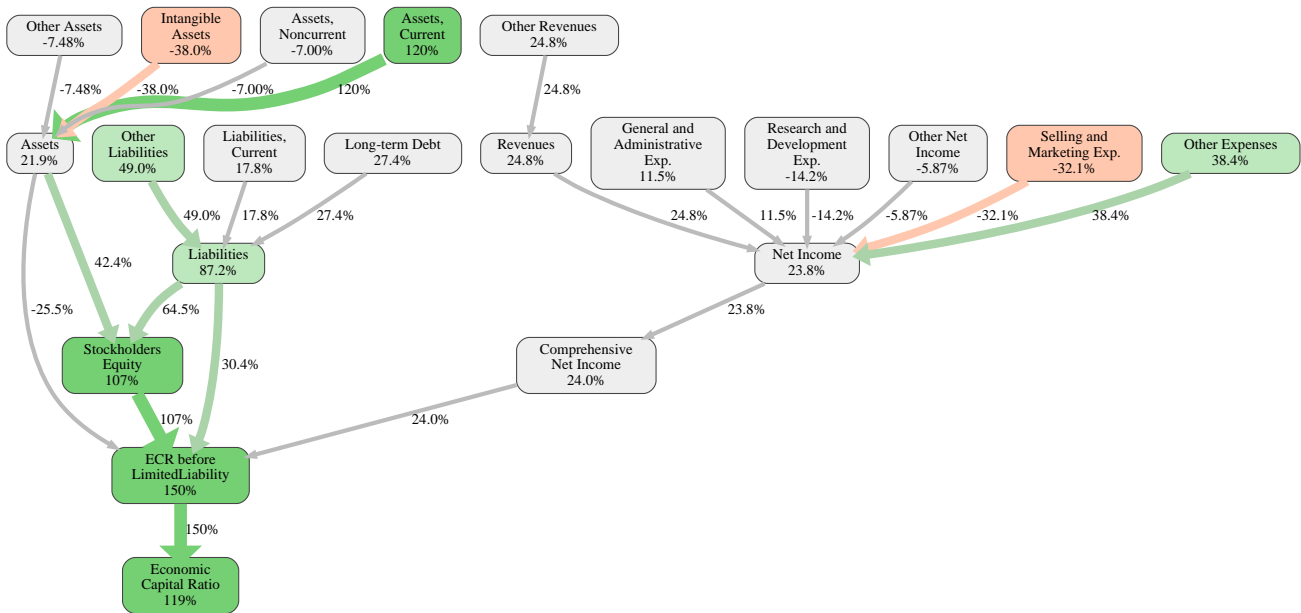 Other Assets
-7.48%
Intangible
Assets
-38.0%
Assets,
Noncurrent
-7.00%
Assets,
Current
120%
Other Revenues
24.8%
-7.48%
-38.0%
-7.00%
120%
24.8%
Assets
21.9%
Other
Liabilities
49.0%
Liabilities,
Current
17.8%
Long-term Debt
27.4%
Revenues
24.8%
General and
Administrative
Exp.
11.5%
Research and
Development
Exp.
-14.2%
Other Net
Income
-5.87%
Selling and
Marketing Exp.
-32.1%
Other Expenses
38.4%
49.0%
17.8%
27.4%
24.8%
11.5%
-14.2%
-5.87%
-32.1%
38.4%
42.4%
Liabilities
87.2%
Net Income
23.8%
-25.5%
64.5%
23.8%
Stockholders
Equity
107%
30.4%
Comprehensive
Net Income
24.0%
107%
24.0%
ECR before
LimitedLiability
150%
150%
Economic
Capital Ratio
119%